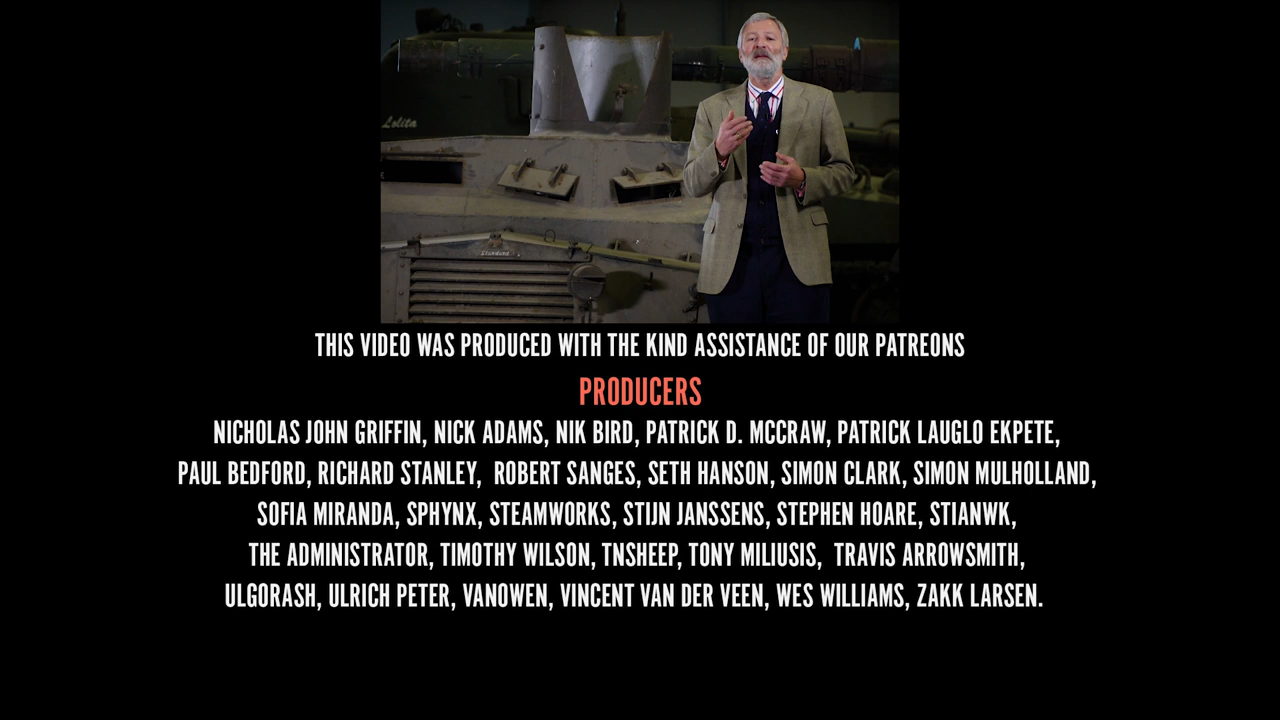 Lolita
THIS VIDEO WAS PRODUCED WITH THE KIND ASSISTANCE OF OUR PATREONS
PRODUCERS
NICHOLAS JOHN GRIFFIN, NICK ADAMS, NIK BIRD, PATRICK D. MCCRAW, PATRICK LAUGLO EKPETE,
PAUL BEDFORD, RICHARD STANLEY, ROBERT SANGES, SETH HANSON, SIMON CLARK, SIMON MULHOLLAND,
SOFIA MIRANDA, SPHYNX, STEAMWORKS, STIJN JANSSENS, STEPHEN HOARE, STIANWK,
THE ADMINISTRATOR, TIMOTHY WILSON, TNSHEEP, TONY MILIUSIS, TRAVIS ARROWSMITH,
ULGORASH, ULRICH PETER, VANOWEN, VINCENT VAN DER VEEN, WES WILLIAMS, ZAKK LARSEN.